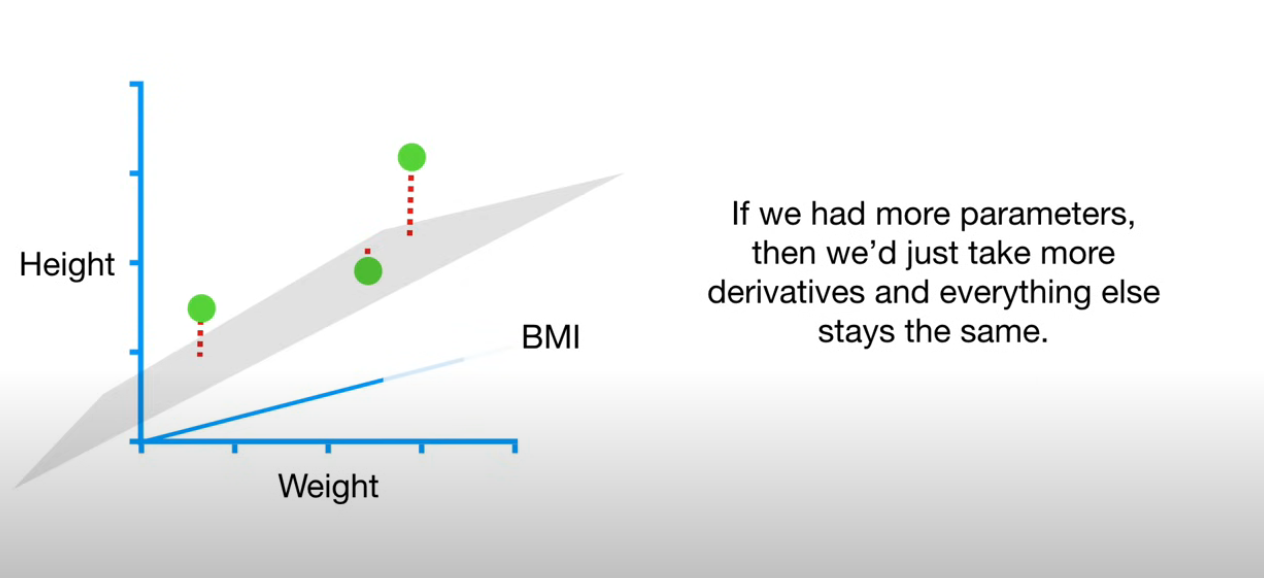 If we had more parameters,
then we'd just take more
derivatives and everything else
stays the same.
Height
BMI
Weight